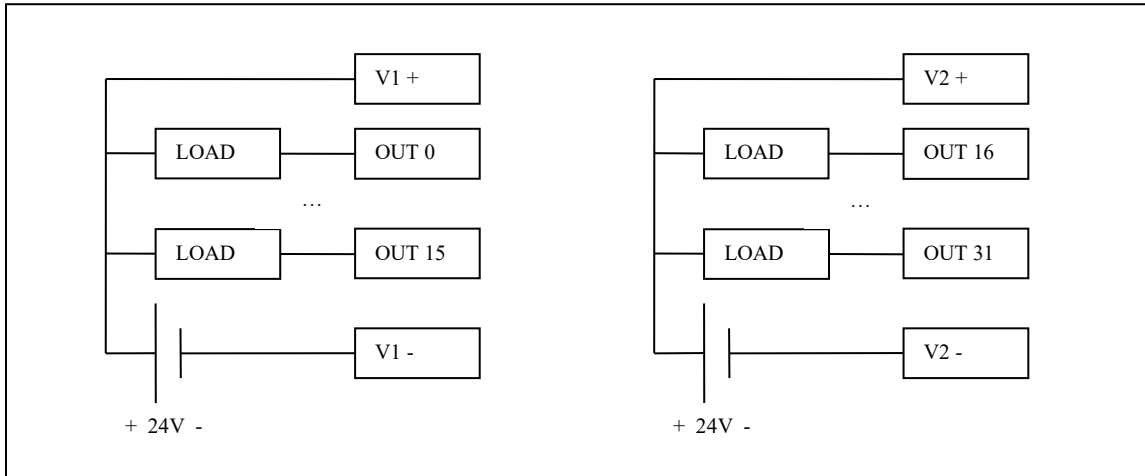 V1 +
LOAD
OUT 0
…
LOAD
OUT 15
V1 -
+ 24V -
V2 +
LOAD
OUT 16
…
LOAD
OUT 31
V2 -
+ 24V -